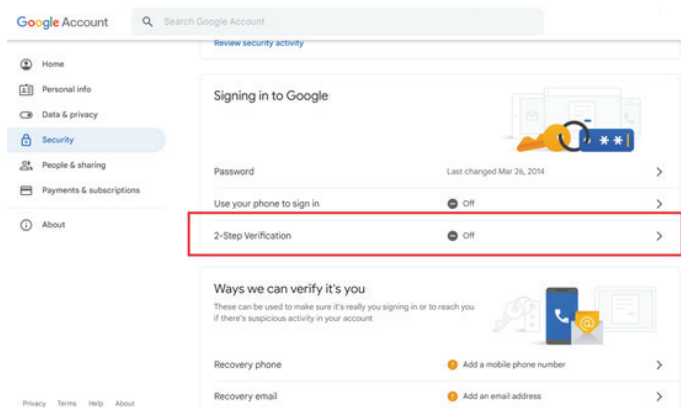 Google Account
Search Google Account
Home
Personal info
Data & privacy
Security
People & sharing
Payments & subscriptions
About
Privacy Terms Help About
Review security activity
Signing in to Google
**
Password Last changed Mar 26, 2014
Use your phone to sign in Off
2-Step Verification Off
Ways we can verify it's you
These can be used to make sure it's really you signing in or to reach you
if there's suspicious activity in your account
@
Recovery phone ! Add a mobile phone number
Recovery email ! Add an email address